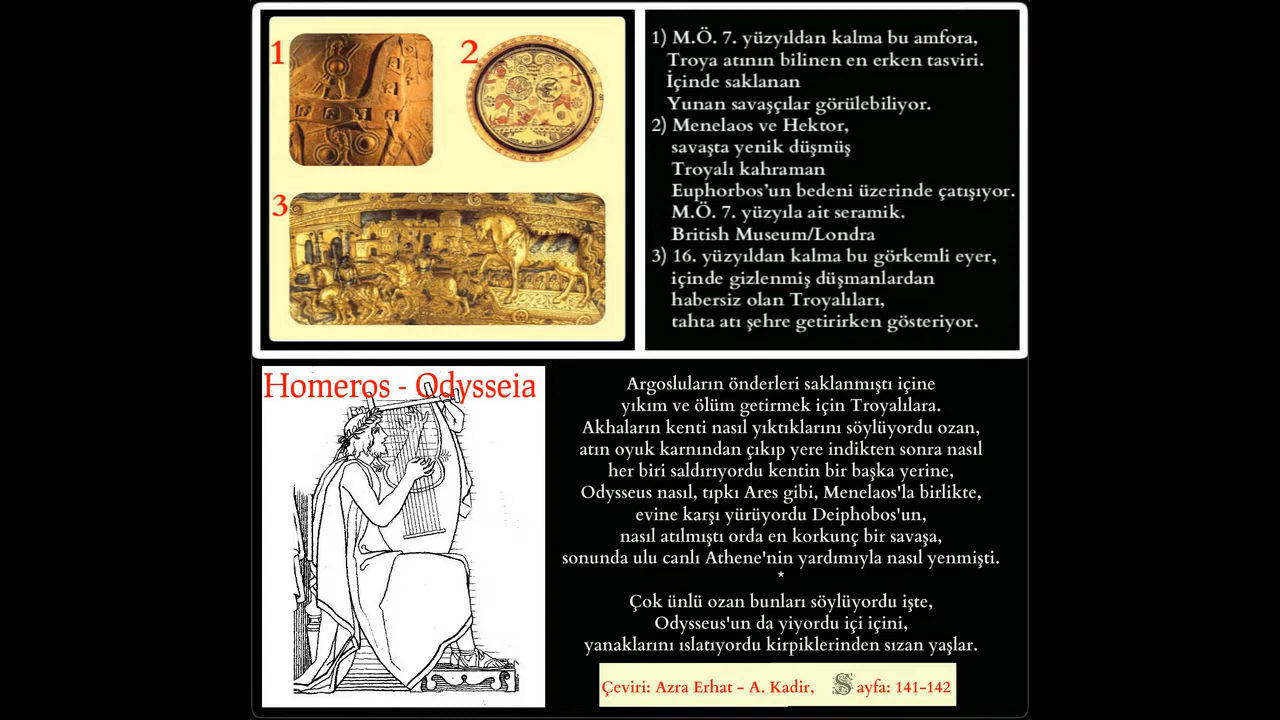 1
2
3
1) M.Ö. 7. yüzyıldan kalma bu amfora,
Troya atının bilinen en erken tasviri.
İçinde saklanan
Yunan savaşçılar görülebiliyor.
2) Menelaos ve Hektor,
savaşta yenik düşmüş
Troyalı kahraman
Euphorbos'un bedeni üzerinde çatışıyor.
M.Ö. 7. yüzyıla ait seramik.
British Museum/Londra
3) 16. yüzyıldan kalma bu görkemli eyer,
içinde gizlenmiş düşmanlardan
habersiz olan Troyalıları,
tahta atı şehre getirirken gösteriyor.
Homeros - Odysseia
Argosluların önderleri saklanmıştı içine
yıkım ve ölüm getirmek için Troyalılara.
Akhaların kenti nasıl yıktıklarını söylüyordu ozan,
atın oyuk karnından çıkıp yere indikten sonra nasıl
her biri saldırıyordu kentin bir başka yerine,
Odysseus nasıl, tıpkı Ares gibi, Menelaos'la birlikte,
evine karşı yürüyordu Deiphobos'un,
nasıl atılmıştı orda en korkunç bir savaşa,
sonunda ulu canlı Athene'nin yardımıyla nasıl yenmişti.
*
Çok ünlü ozan bunları söylüyordu işte,
Odysseus'un da yiyordu içi içini,
yanaklarını ıslatıyordu kirpiklerinden sızan yaşlar.
Çeviri: Azra Erhat - A. Kadir, Sayfa: 141-142